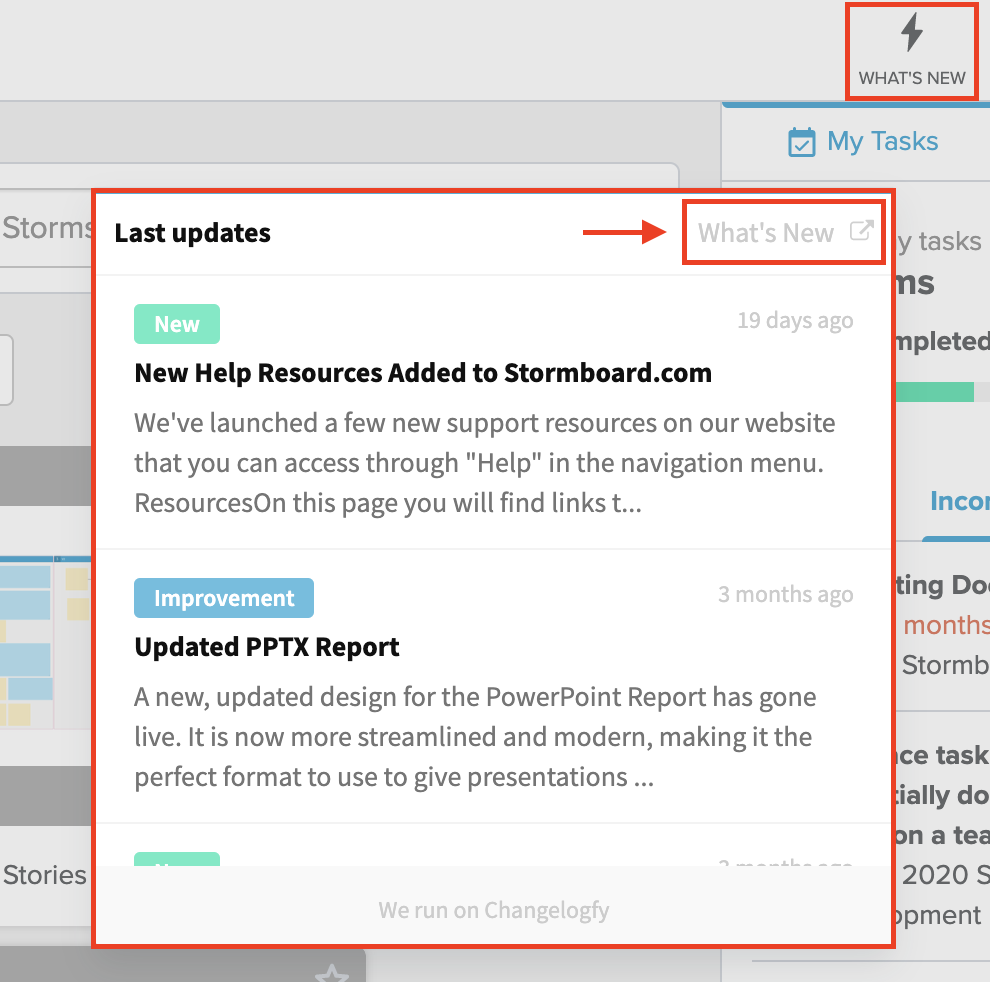 WHAT'S NEW
My Tasks
Storms
Last updates
What's New
y tasks
ms
mpleted
New
19 days ago
New Help Resources Added to Stormboard.com
We've launched a few new support resources on our website
that you can access through "Help" in the navigation menu.
ResourcesOn this page you will find links t...
Incor
Improvement
3 months ago
Updated PPTX Report
A new, updated design for the PowerPoint Report has gone
live. It is now more streamlined and modern, making it the
perfect format to use to give presentations ...
ting Do
months
Stormb
ce task
tially do
on a tea
2020 S
opment
Stories
We run on Changelogfy